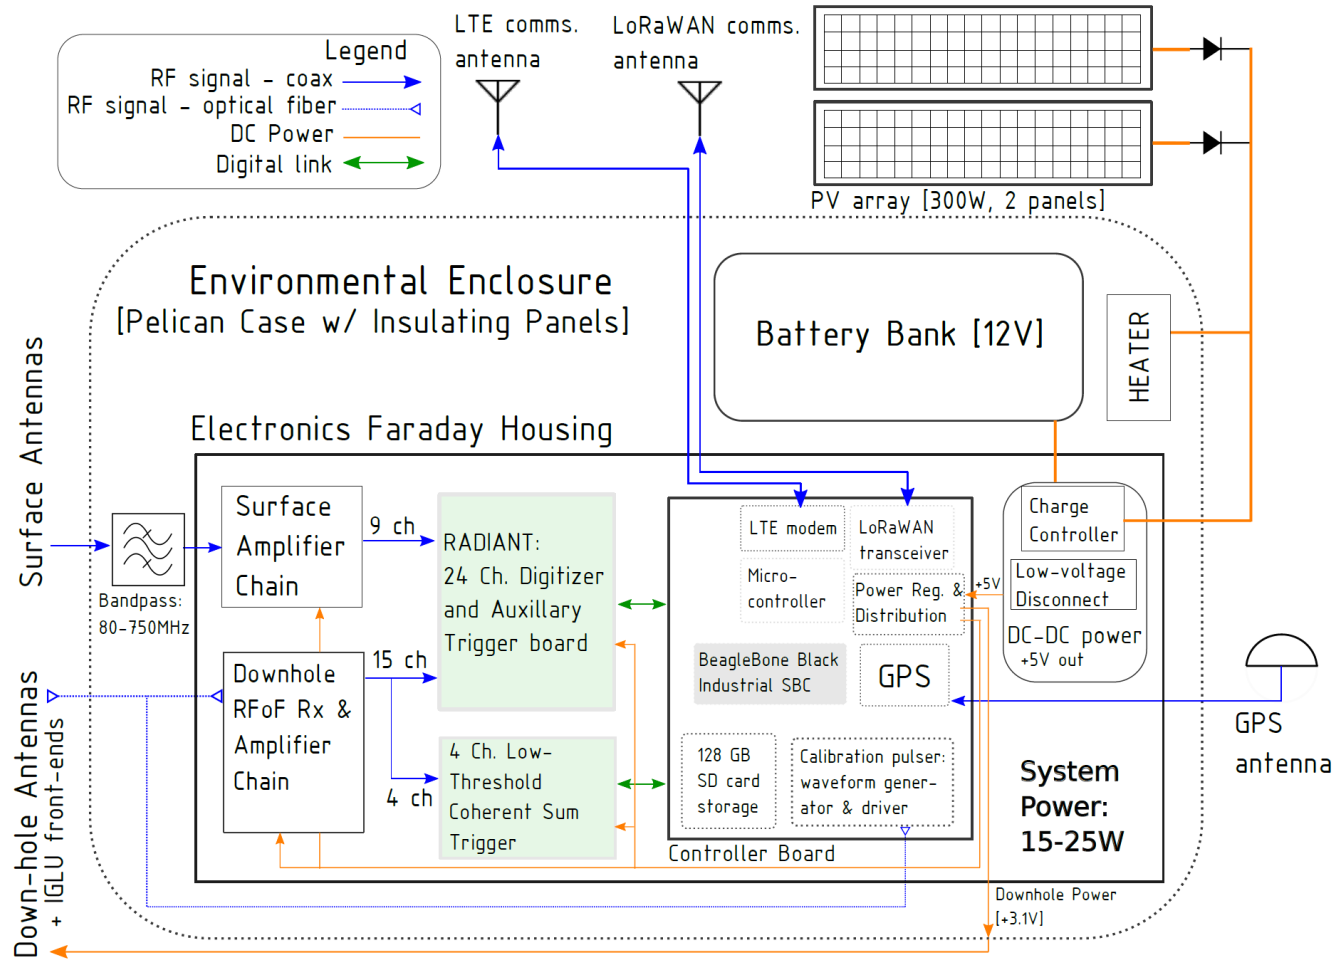 Legend
RF signal - coax
RF signal - optical fiber
DC Power
Digital link
LTE comms.
antenna
LoRaWAN comms.
antenna
PV array [300W, 2 panels]
Environmental Enclosure
[Pelican Case w/ Insulating Panels]
Battery Bank [12V]
HEATER
Surface Antennas
Electronics Faraday Housing
Bandpass:
80-750MHz
Surface
Amplifier
Chain
9 ch
RADIANT:
24 Ch. Digitizer
and Auxillary
Trigger board
LTE modem
LoRaWAN
transceiver
Micro-
controller
Power Reg. &
Distribution
+5V
Charge
Controller
Low-voltage
Disconnect
DC-DC power
+5V out
Down-hole Antennas
+ IGLU front-ends
Downhole
RFoF Rx &
Amplifier
Chain
15 ch
4 ch
4 Ch. Low-
Threshold
Coherent Sum
Trigger
BeagleBone Black
Industrial SBC
GPS
128 GB
SD card
storage
Calibration pulser:
waveform gener-
ator & driver
Controller Board
GPS
antenna
System
Power:
15-25W
Downhole Power
[+3.1V]